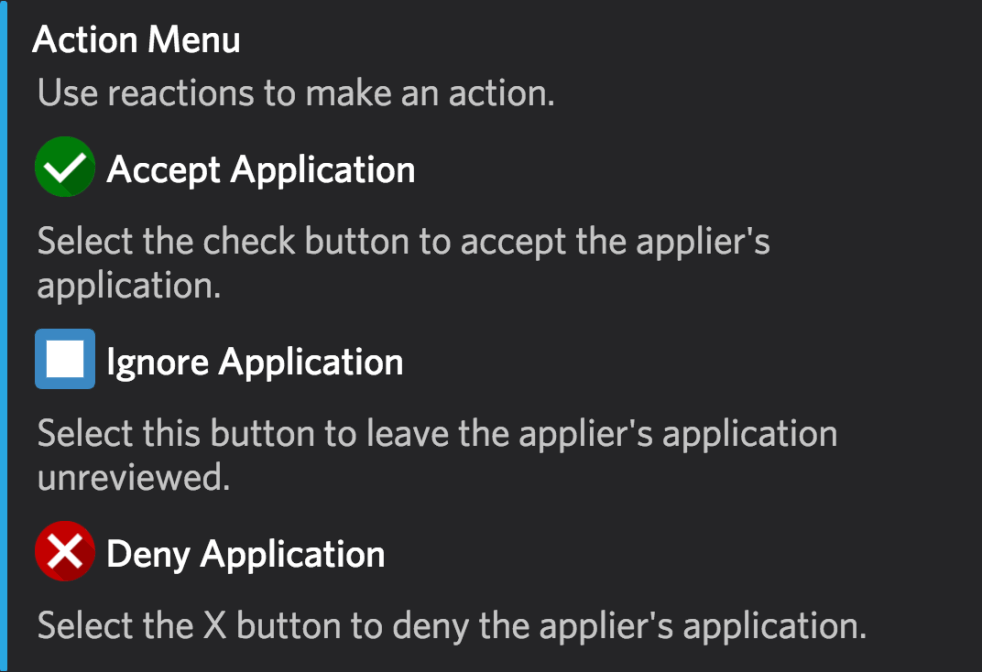 Action Menu
Use reactions to make an action.
Accept Application
Select the check button to accept the applier's
application.
Ignore Application
Select this button to leave the applier's application
unreviewed.
Deny Application
Select the X button to deny the applier's application.